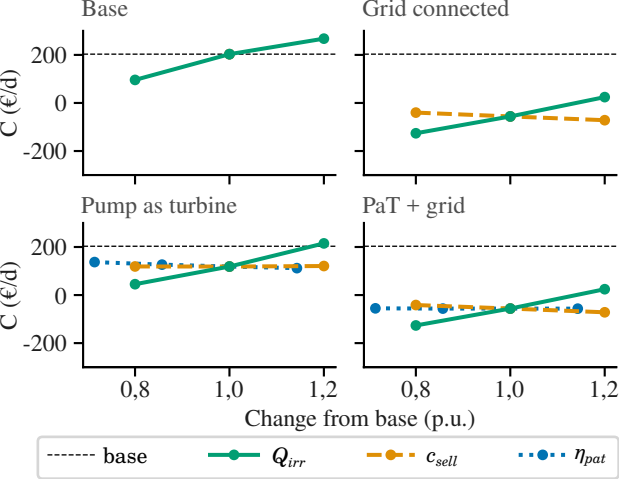 Base
Grid connected
200
0
-200
C (€/d)
Pump as turbine
PaT + grid
200
0
-200
C (€/d)
0,8
1,0
1,2
0,8
1,0
1,2
Change from base (p.u.)
base
Q_irr
c_sell
η_pat